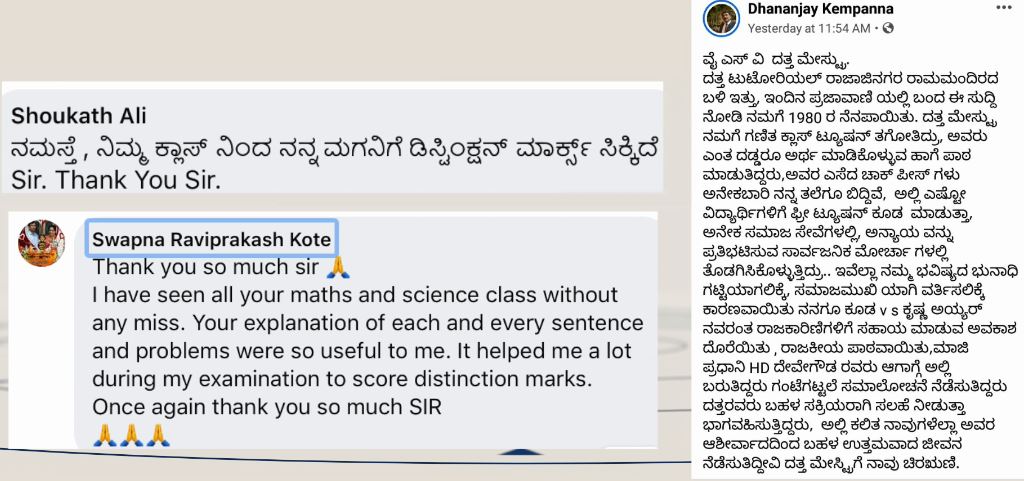 Shoukath Ali
ನಮಸ್ತೆ , ನಿಮ್ಮ ಕ್ಲಾಸ್ ನಿಂದ ನನ್ನ ಮಗನಿಗೆ ಡಿಸ್ಟಿಂಕ್ಷನ್ ಮಾರ್ಕ್ಸ್ ಸಿಕ್ಕಿದೆ
Sir. Thank You Sir.
Swapna Raviprakash Kote
Thank you so much sir 🙏
I have seen all your maths and science class without
any miss. Your explanation of each and every sentence
and problems were so useful to me. It helped me a lot
during my examination to score distinction marks.
Once again thank you so much SIR
🙏🙏🙏
Dhananjay Kempanna
Yesterday at 11:54 AM •
ವೈ ಎಸ್ ವಿ ದತ್ತ ಮೇಸ್ಟ್ರು.
ದತ್ತ ಟುಟೋರಿಯಲ್ ರಾಜಾಜಿನಗರ ರಾಮಮಂದಿರದ
ಬಳಿ ಇತ್ತು, ಇಂದಿನ ಪ್ರಜಾವಾಣಿ ಯಲ್ಲಿ ಬಂದ ಈ ಸುದ್ದಿ
ನೋಡಿ ನಮಗೆ 1980 ರ ನೆನಪಾಯಿತು. ದತ್ತ ಮೇಸ್ಟ್ರು
ನಮಗೆ ಗಣಿತ ಕ್ಲಾಸ್ ಟ್ಯೂಷನ್ ತಗೋತಿದ್ರು, ಅವರು
ಎಂತ ದಡ್ಡರೂ ಅರ್ಥ ಮಾಡಿಕೊಳ್ಳುವ ಹಾಗೆ ಪಾಠ
ಮಾಡುತಿದ್ದರು,ಅವರ ಎಸೆದ ಚಾಕ್ ಪೀಸ್ ಗಳು
ಅನೇಕಬಾರಿ ನನ್ನ ತಲೆಗೂ ಬಿದ್ದಿವೆ, ಅಲ್ಲಿ ಎಷ್ಟೋ
ವಿದ್ಯಾರ್ಥಿಗಳಿಗೆ ಫ್ರೀ ಟ್ಯೂಷನ್ ಕೂಡ ಮಾಡುತ್ತಾ,
ಅನೇಕ ಸಮಾಜ ಸೇವೆಗಳಲ್ಲಿ, ಅನ್ಯಾಯ ವನ್ನು
ಪ್ರತಿಭಟಿಸುವ ಸಾರ್ವಜನಿಕ ಮೋರ್ಚಾ ಗಳಲ್ಲಿ
ತೊಡಗಿಸಿಕೊಳ್ಳುತ್ತಿದ್ರು.. ಇವೆಲ್ಲಾ ನಮ್ಮ ಭವಿಷ್ಯದ ಭುನಾಧಿ
ಗಟ್ಟಿಯಾಗಲಿಕ್ಕೆ, ಸಮಾಜಮುಖಿ ಯಾಗಿ ವರ್ತಿಸಲಿಕ್ಕೆ
ಕಾರಣವಾಯಿತು ನನಗೂ ಕೂಡ v s ಕೃಷ್ಣ ಅಯ್ಯರ್
ನವರಂತ ರಾಜಕಾರಿಣಿಗಳಿಗೆ ಸಹಾಯ ಮಾಡುವ ಅವಕಾಶ
ದೊರೆಯಿತು , ರಾಜಕೀಯ ಪಾಠವಾಯಿತು,ಮಾಜಿ
ಪ್ರಧಾನಿ HD ದೇವೇಗೌಡ ರವರು ಆಗಾಗ್ಗೆ ಅಲ್ಲಿ
ಬರುತಿದ್ದರು ಗಂಟೆಗಟ್ಟಲೆ ಸಮಾಲೋಚನೆ ನೆಡೆಸುತಿದ್ದರು
ದತ್ತರವರು ಬಹಳ ಸಕ್ರಿಯರಾಗಿ ಸಲಹೆ ನೀಡುತ್ತಾ
ಭಾಗವಹಿಸುತ್ತಿದ್ದರು, ಅಲ್ಲಿ ಕಲಿತ ನಾವುಗಳೆಲ್ಲಾ ಅವರ
ಆಶೀರ್ವಾದದಿಂದ ಬಹಳ ಉತ್ತಮವಾದ ಜೀವನ
ನೆಡೆಸುತಿದ್ದೀವಿ ದತ್ತ ಮೇಸ್ಟ್ರಿಗೆ ನಾವು ಚಿರಋಣಿ.